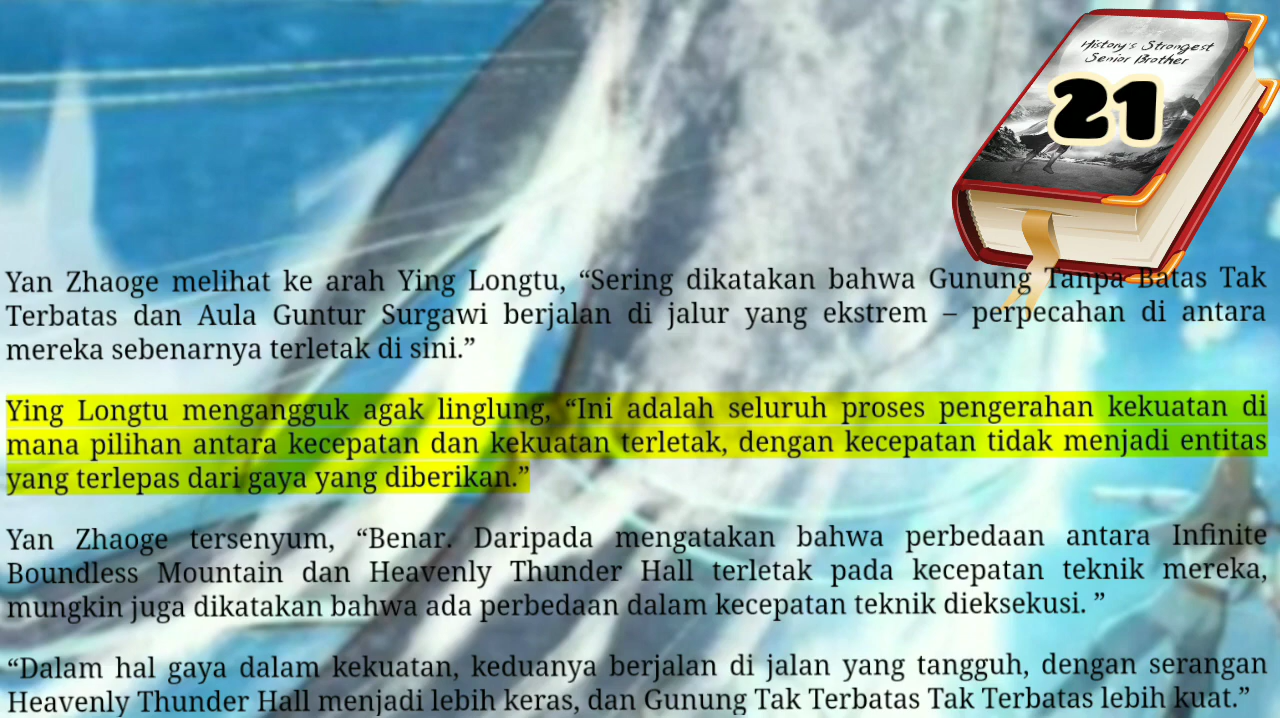 History's Strongest
Senior Brother
21
Yan Zhaoge melihat ke arah Ying Longtu, “Sering dikatakan bahwa Gunung Tanpa Batas Tak
Terbatas dan Aula Guntur Surgawi berjalan di jalur yang ekstrem – perpecahan di antara
mereka sebenarnya terletak di sini.”
Ying Longtu mengangguk agak linglung, “Ini adalah seluruh proses pengerahan kekuatan di
mana pilihan antara kecepatan dan kekuatan terletak, dengan kecepatan tidak menjadi entitas
yang terlepas dari gaya yang diberikan.”
Yan Zhaoge tersenyum, “Benar. Daripada mengatakan bahwa perbedaan antara Infinite
Boundless Mountain dan Heavenly Thunder Hall terletak pada kecepatan teknik mereka,
mungkin juga dikatakan bahwa ada perbedaan dalam kecepatan teknik dieksekusi. ”
“Dalam hal gaya dalam kekuatan, keduanya berjalan di jalan yang tangguh, dengan serangan
Heavenly Thunder Hall menjadi lebih keras, dan Gunung Tak Terbatas Tak Terbatas lebih kuat.”